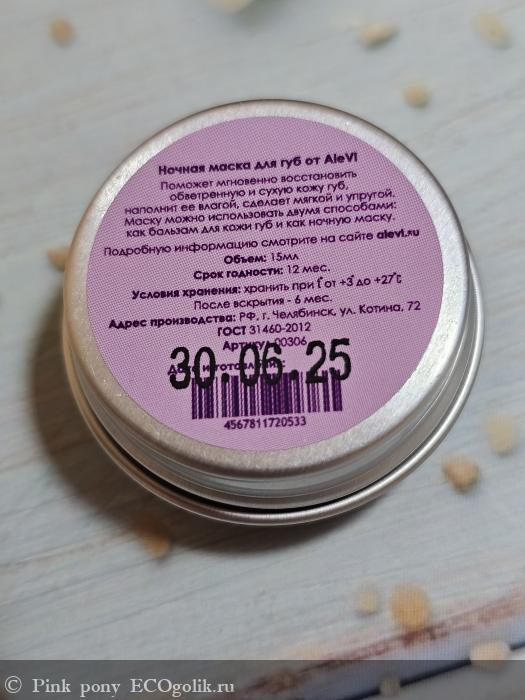 Ночная маска для губ от AleVi
Поможет мгновенно восстановить
обветренную и сухую кожу губ,
наполнит ее влагой, сделает мягкой и упругой.
Маску можно использовать двумя способами:
как бальзам для кожи губ и как ночную маску.
Подробную информацию смотрите на сайте alevi.ru
Объем: 15мл
Срок годности: 12 мес.
Условия хранения: хранить при t° от +3° до +27°C
После вскрытия - 6 мес.
Адрес производства: РФ, г. Челябинск, ул. Котина, 72
ГОСТ 31460-2012
Артикул 00306
30.06.25
4567811720533
© Pink pony ECOgolik.ru